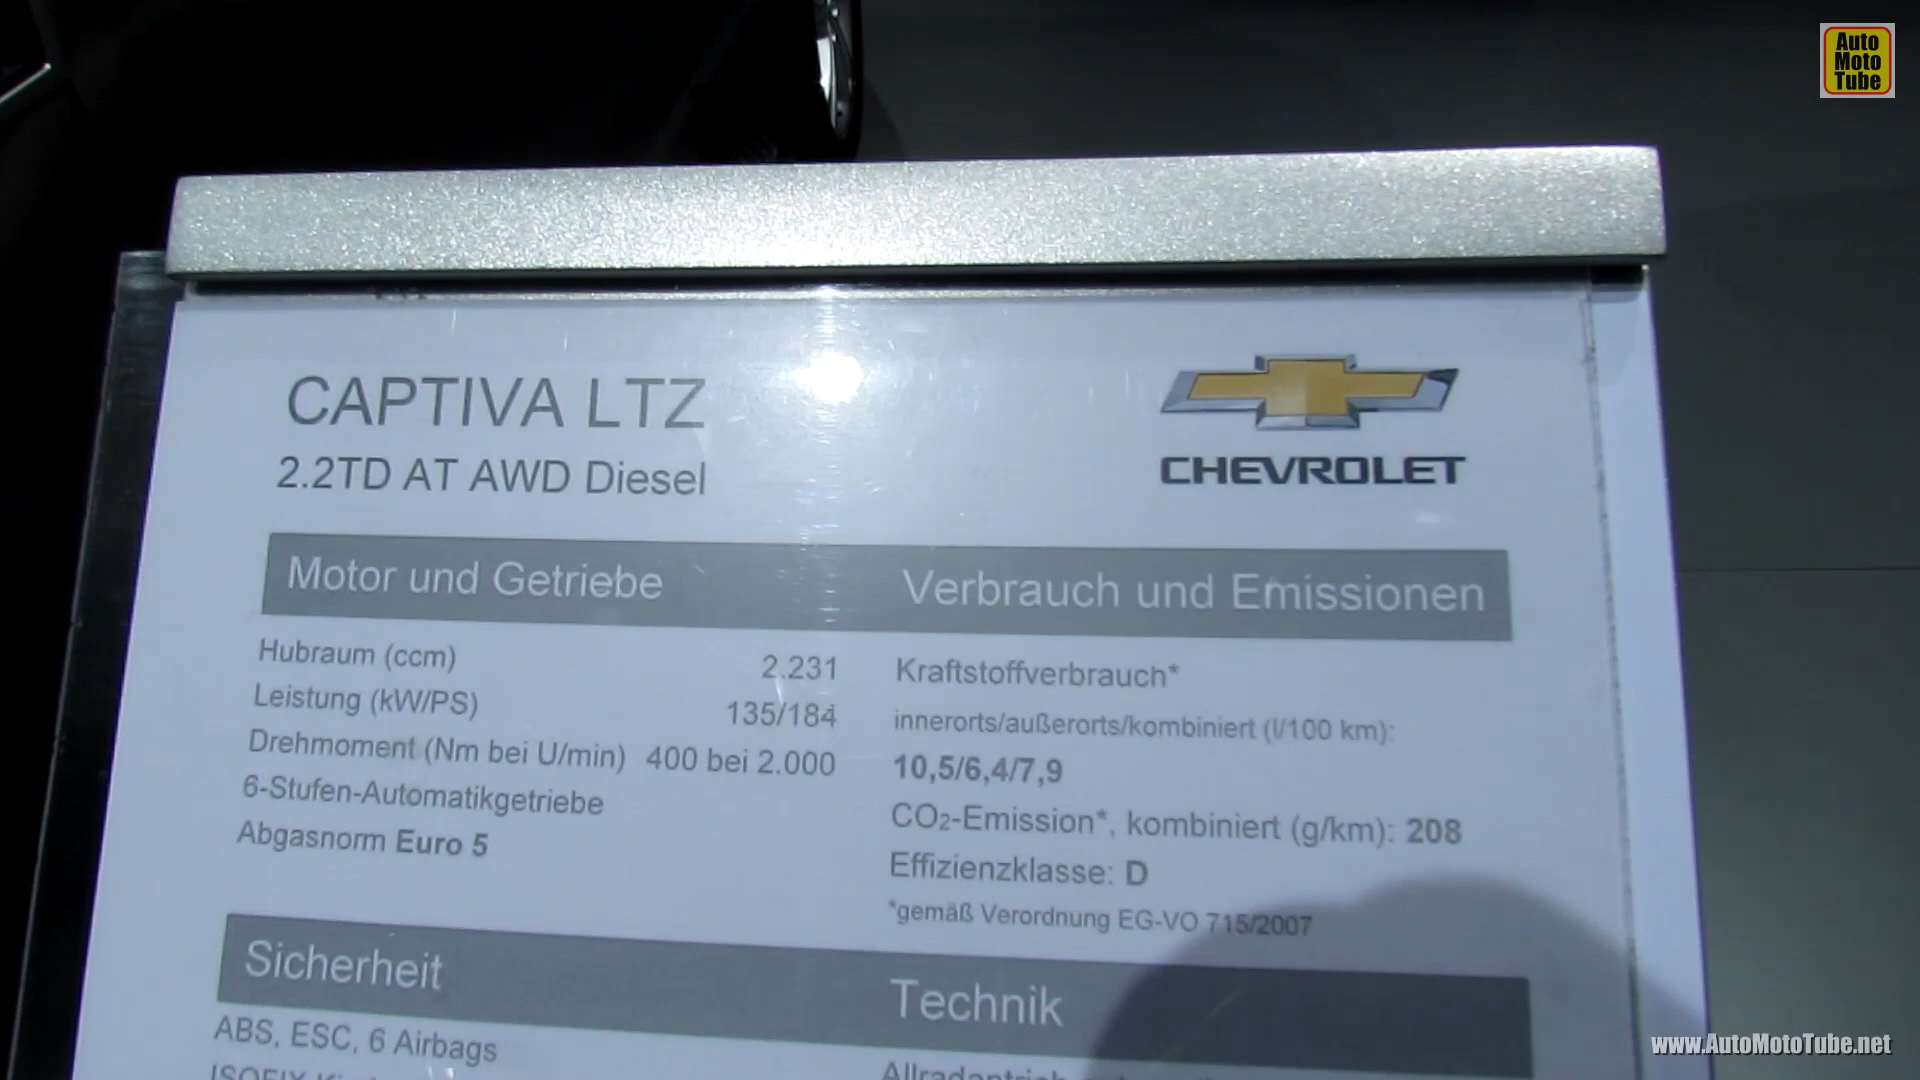 Auto
Moto
Tube
CAPTIVA LTZ
2.2TD AT AWD Diesel
CHEVROLET
Motor und Getriebe
Hubraum (ccm) 2.231
Leistung (kW/PS) 135/184
Drehmoment (Nm bei U/min) 400 bei 2.000
6-Stufen-Automatikgetriebe
Abgasnorm Euro 5
Verbrauch und Emissionen
Kraftstoffverbrauch*
innerorts/außerorts/kombiniert (l/100 km):
10,5/6,4/7,9
CO₂-Emission*, kombiniert (g/km): 208
Effizienzklasse: D
*gemäß Verordnung EG-VO 715/2007
Sicherheit
ABS, ESC, 6 Airbags
ISOFIX
Technik
Allradantrieb
www.AutoMotoTube.net